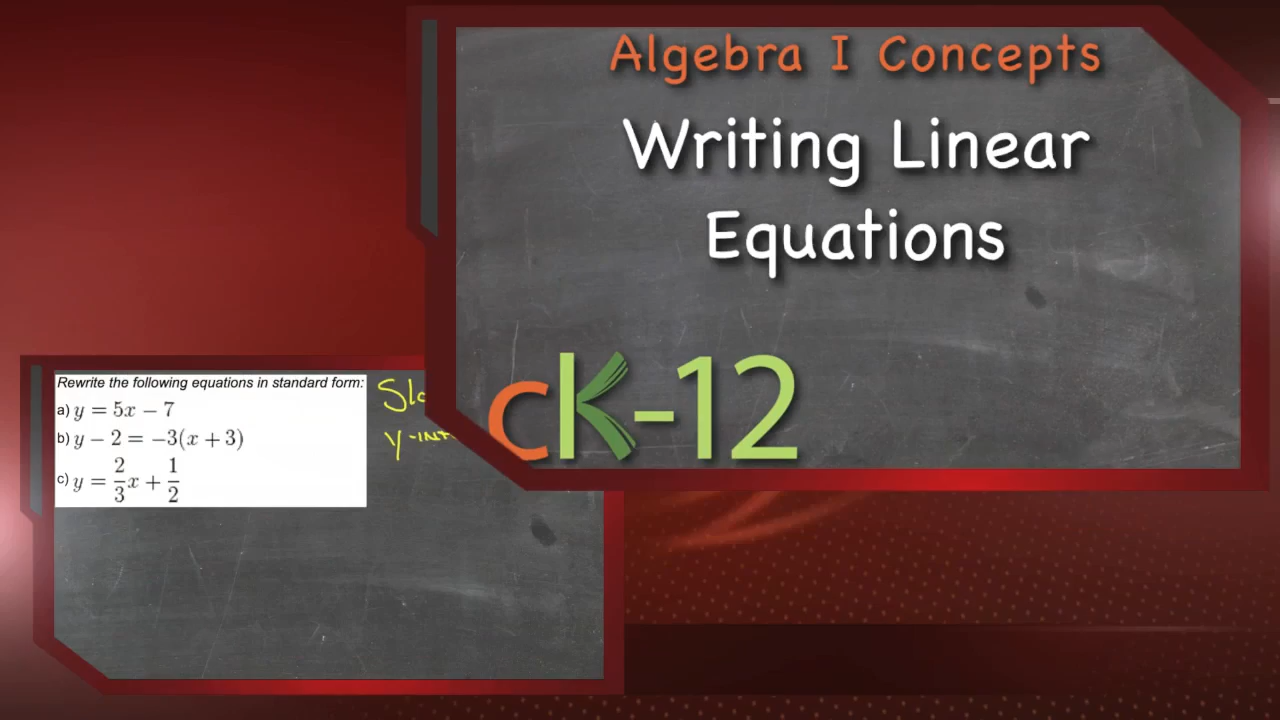 Algebra I Concepts
Writing Linear
Equations
cK-12
Rewrite the following equations in standard form:
a) y = 5x − 7
b) y − 2 = −3(x + 3)
c) y = 2/3 x + 1/2